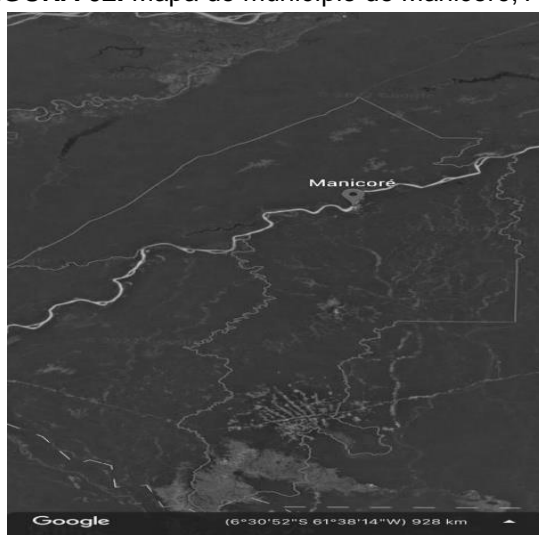 Mapa do município de Manicoré, A
Manicoré
Google
(6°30'52"S 61°38'14"W) 928 km